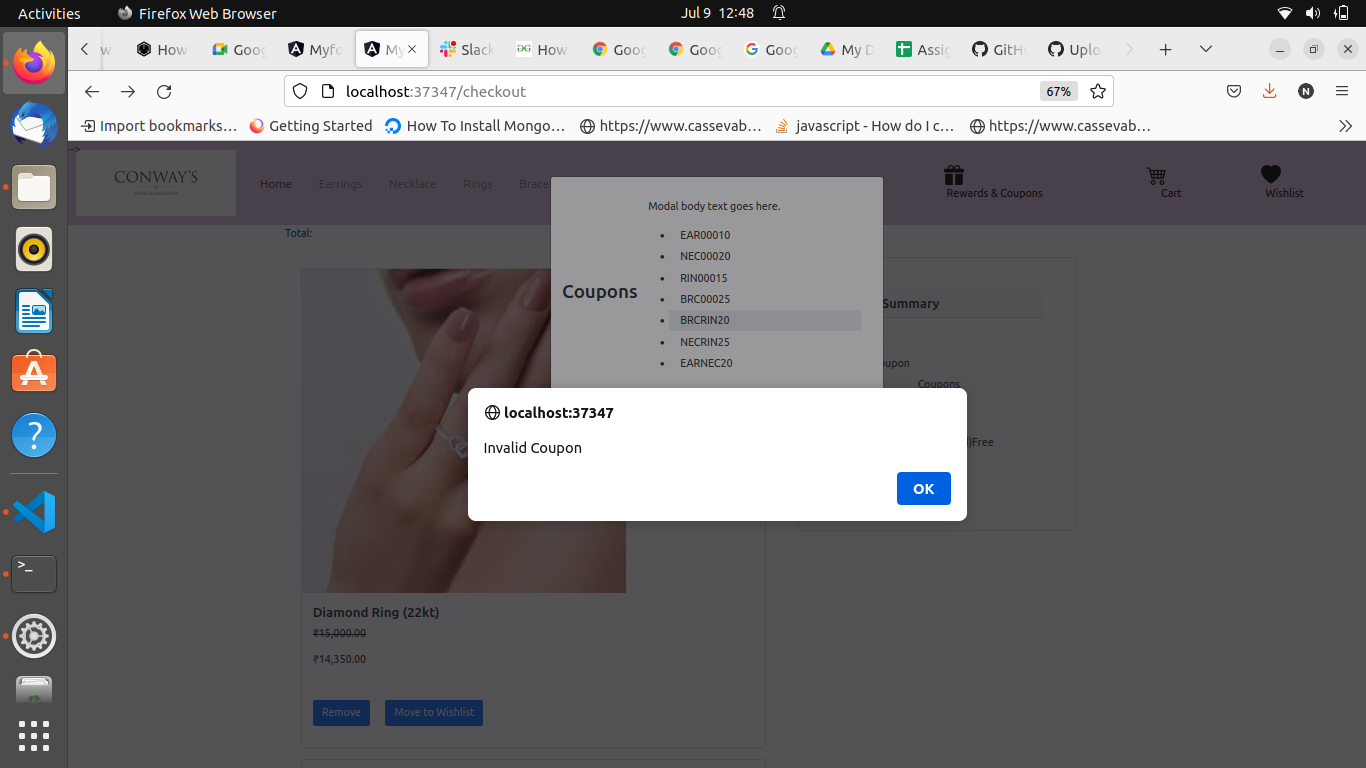 Activities Firefox Web Browser Jul 9 12:48
w How Goog Myfo My Slack How Goog Goog Goog My D Assig GitH Uplo
localhost:37347/checkout 67% N
Import bookmarks… Getting Started How To Install Mongo… https://www.cassevab… javascript - How do I c… https://www.cassevab…
-->
CONWAY'S
Home Earrings Necklace Rings Brace
Rewards & Coupons Cart Wishlist
Total:
Modal body text goes here.
Coupons
EAR00010
NEC00020
RIN00015
BRC00025
BRCRIN20
NECRIN25
EARNEC20
Summary
oupon
Coupons
)Free
localhost:37347
Invalid Coupon
OK
Diamond Ring (22kt)
₹15,000.00
₹14,350.00
Remove Move to Wishlist